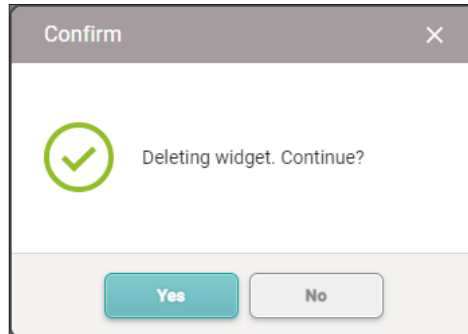 Confirm
Deleting widget. Continue?
Yes
No